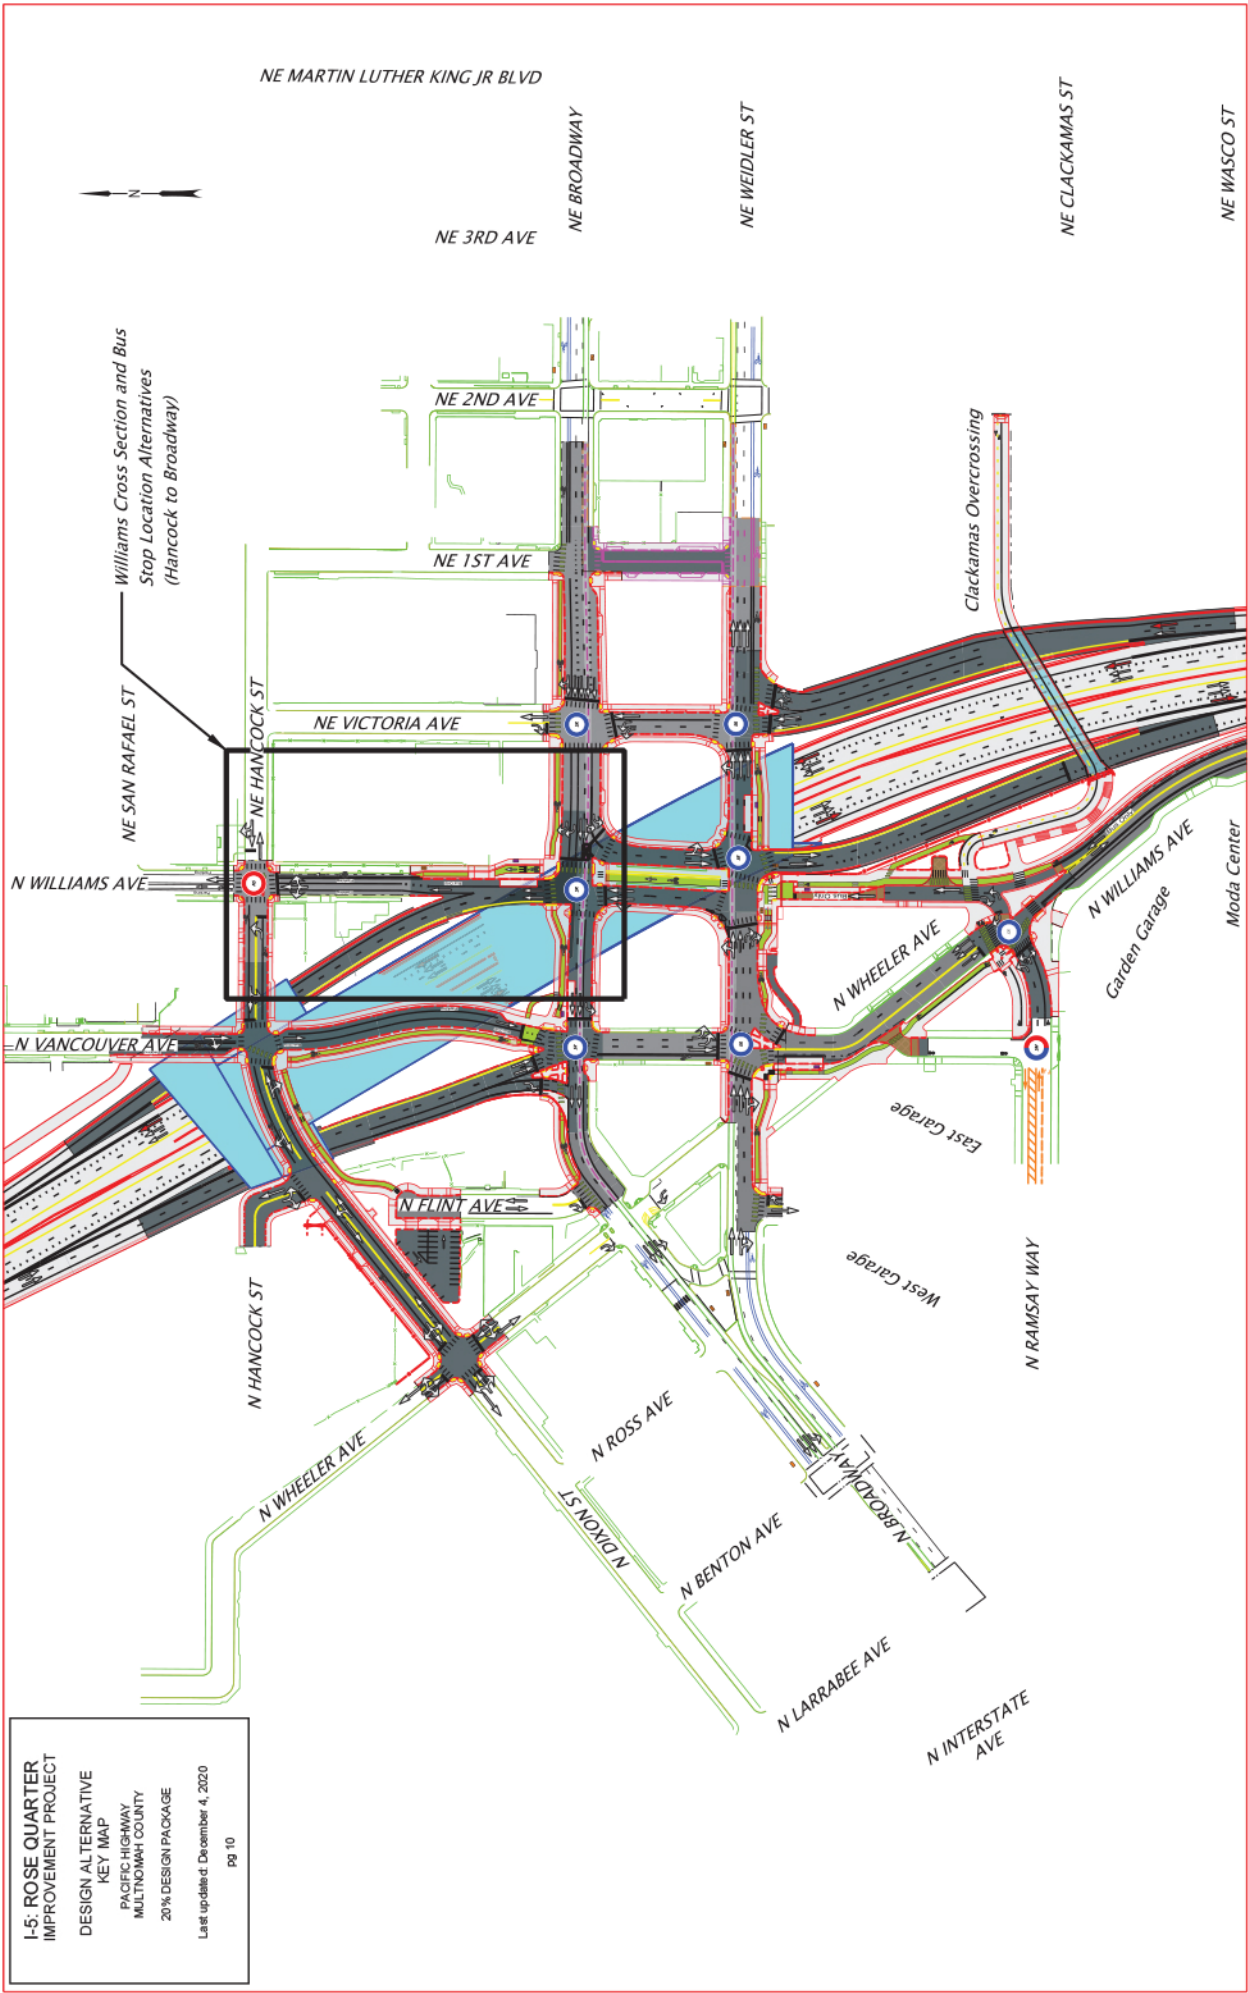 NE MARTIN LUTHER KING JR BLVD
N
NE BROADWAY
NE WEIDLER ST
NE CLACKAMAS ST
NE WASCO ST
NE 3RD AVE
Williams Cross Section and Bus
Stop Location Alternatives
(Hancock to Broadway)
NE 2ND AVE
NE 1ST AVE
Clackamas Overcrossing
NE SAN RAFAEL ST
NE HANCOCK ST
NE VICTORIA AVE
N WILLIAMS AVE
N WILLIAMS AVE
Moda Center
Garden Garage
N WHEELER AVE
N VANCOUVER AVE
East Garage
N FLINT AVE
West Garage
N HANCOCK ST
N RAMSAY WAY
N ROSS AVE
N WHEELER AVE
N DIXON ST
N BROADWAY
N BENTON AVE
N LARRABEE AVE
N INTERSTATE
AVE
I-5: ROSE QUARTER
IMPROVEMENT PROJECT
DESIGN ALTERNATIVE
KEY MAP
PACIFIC HIGHWAY
MULTNOMAH COUNTY
20% DESIGN PACKAGE
Last updated: December 4, 2020
pg 10